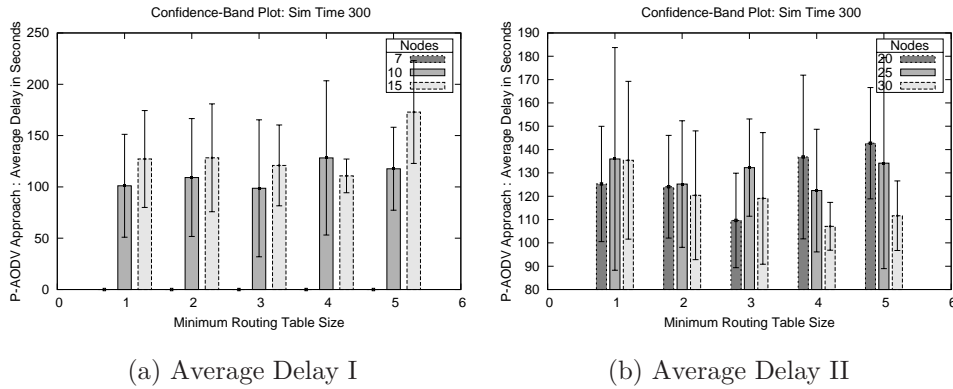 Confidence-Band Plot: Sim Time 300
P-AODV Approach : Average Delay in Seconds
250
200
150
100
50
0
Nodes
7
10
15
0 1 2 3 4 5 6
Minimum Routing Table Size
(a) Average Delay I
Confidence-Band Plot: Sim Time 300
P-AODV Approach : Average Delay in Seconds
190
180
170
160
150
140
130
120
110
100
90
80
Nodes
20
25
30
0 1 2 3 4 5 6
Minimum Routing Table Size
(b) Average Delay II